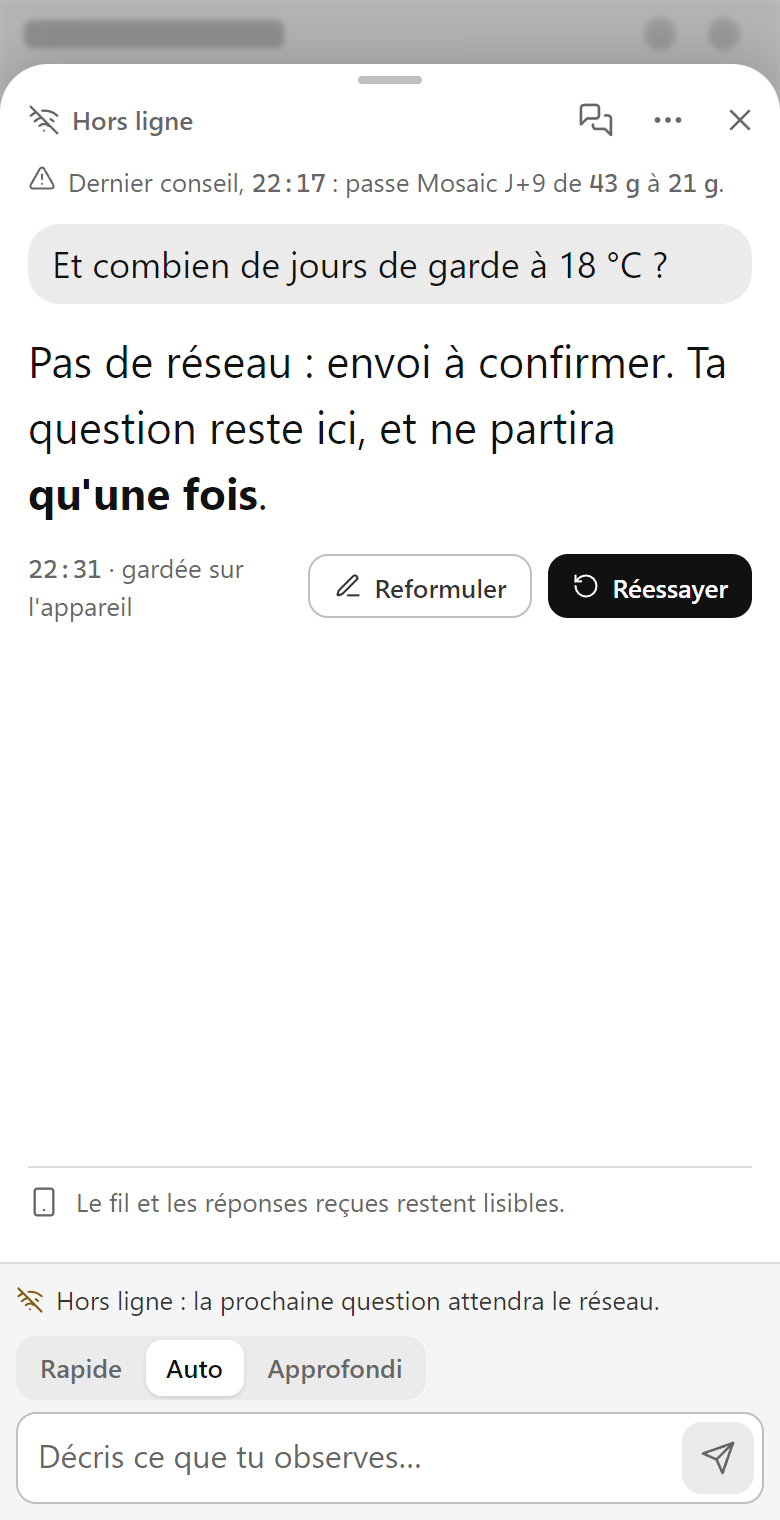 Hors ligne
Dernier conseil, 22:17 : passe Mosaic J+9 de 43 g à 21 g.
Et combien de jours de garde à 18 °C ?
Pas de réseau : envoi à confirmer. Ta
question reste ici, et ne partira
qu'une fois.
22:31 · gardée sur
l'appareil
Reformuler
Réessayer
Le fil et les réponses reçues restent lisibles.
Hors ligne : la prochaine question attendra le réseau.
Rapide
Auto
Approfondi
Décris ce que tu observes...